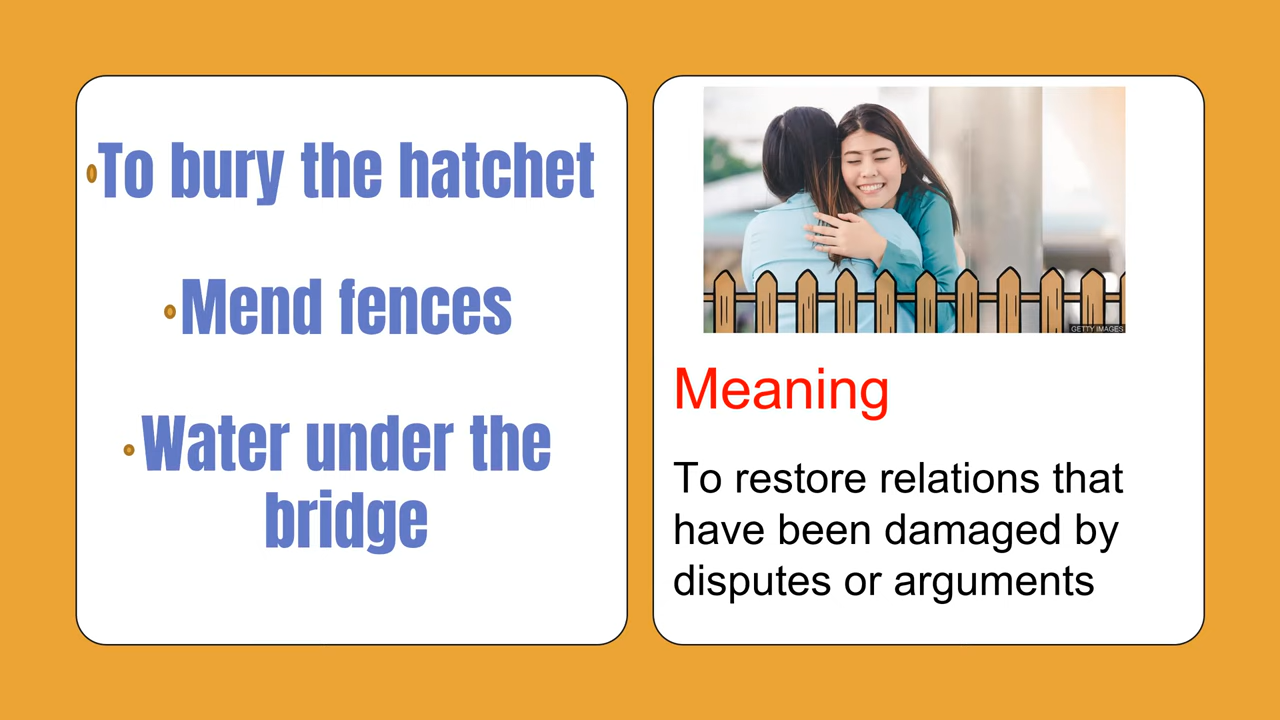 To bury the hatchet
Mend fences
Water under the
bridge
GETTY IMAGES
Meaning
To restore relations that
have been damaged by
disputes or arguments